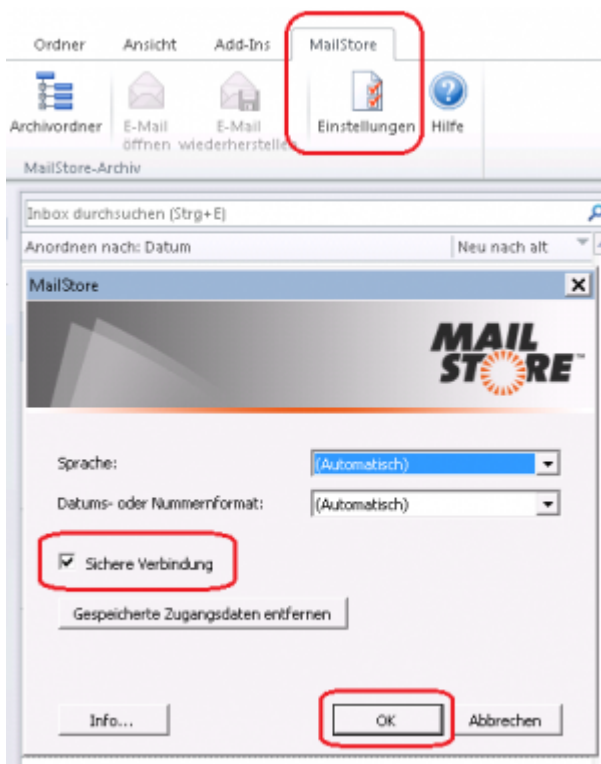 Ordner Ansicht Add-Ins MailStore
Archivordner E-Mail öffnen E-Mail wiederherstellen Einstellungen Hilfe
MailStore-Archiv
Inbox durchsuchen (Strg+E)
Anordnen nach: Datum Neu nach alt
MailStore
MAIL
STORE™
Sprache: (Automatisch)
Datums- oder Nummernformat: (Automatisch)
Sichere Verbindung
Gespeicherte Zugangsdaten entfernen
Info... OK Abbrechen